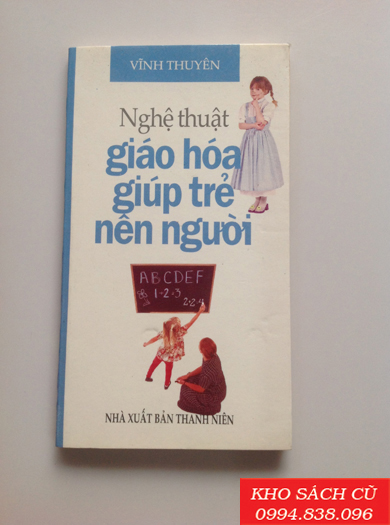 VĨNH THUYÊN
Nghệ thuật
giáo hóa
giúp trẻ
nên người
ABCDEF
1-2=3
2+2=4
NHÀ XUẤT BẢN THANH NIÊN
KHO SÁCH CŨ
0994.838.096